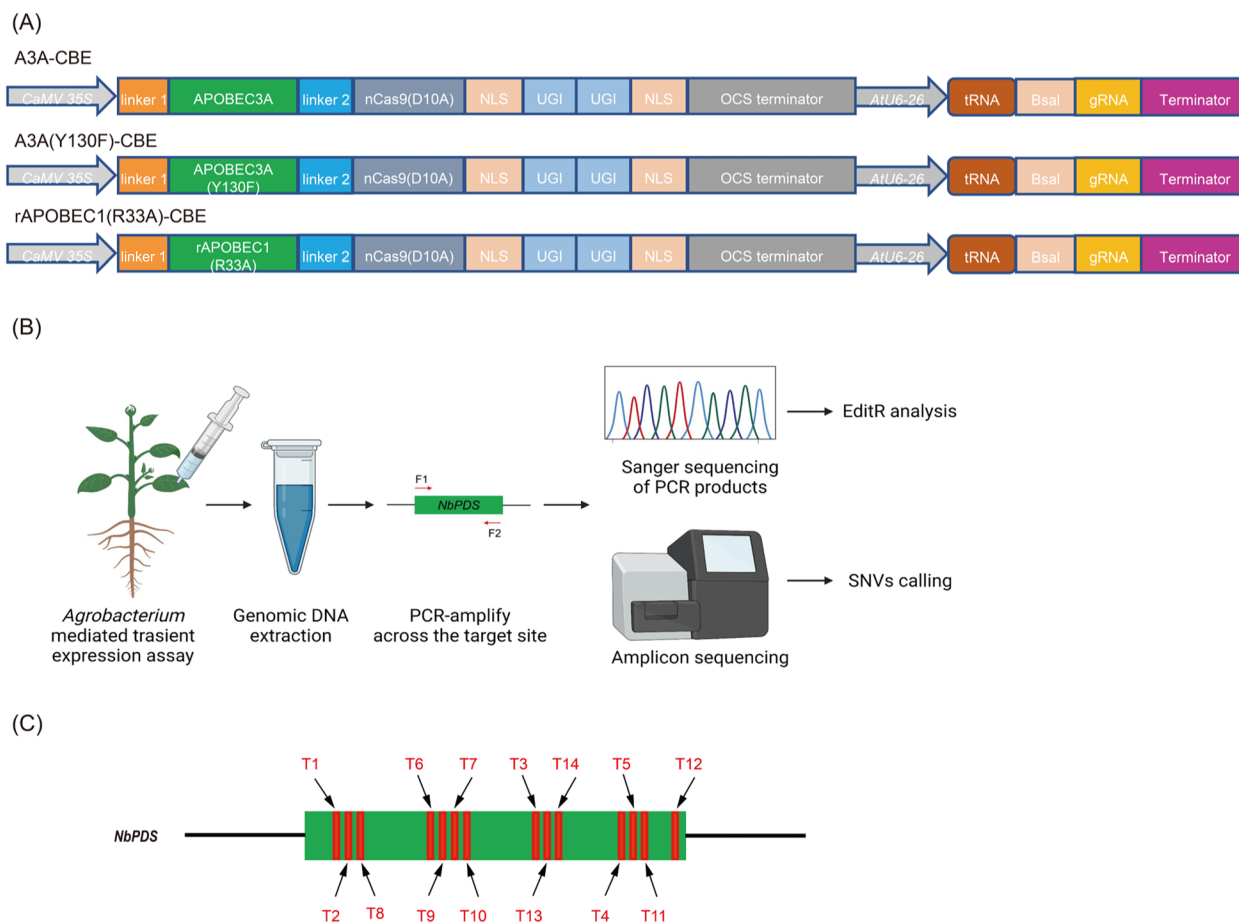 (A)
A3A-CBE
CaMV 35S linker 1 APOBEC3A linker 2 nCas9(D10A) NLS UGI UGI NLS OCS terminator AtU6-26 tRNA BsaI gRNA Terminator
A3A(Y130F)-CBE
CaMV 35S linker 1 APOBEC3A (Y130F) linker 2 nCas9(D10A) NLS UGI UGI NLS OCS terminator AtU6-26 tRNA BsaI gRNA Terminator
rAPOBEC1(R33A)-CBE
CaMV 35S linker 1 rAPOBEC1 (R33A) linker 2 nCas9(D10A) NLS UGI UGI NLS OCS terminator AtU6-26 tRNA BsaI gRNA Terminator
(B)
EditR analysis
Sanger sequencing
of PCR products
F1
NbPDS
F2
SNVs calling
Agrobacterium
mediated trasient
expression assay
Genomic DNA
extraction
PCR-amplify
across the target site
Amplicon sequencing
(C)
T1 T6 T7 T3 T14 T5 T12
NbPDS
T2 T8 T9 T10 T13 T4 T11